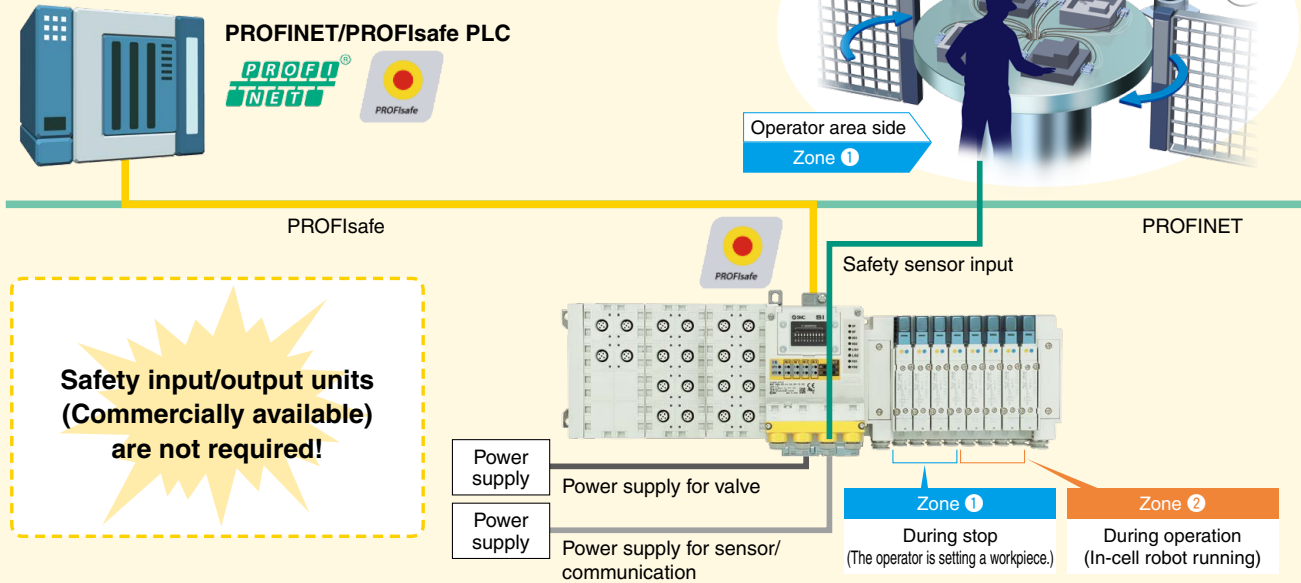 PROFINET/PROFIsafe PLC
PROFI
NET®
PROFIsafe
Operator area side
Zone ❶
PROFIsafe
PROFINET
PROFIsafe
Safety sensor input
Safety input/output units
(Commercially available)
are not required!
SMC
SI
Power
supply
Power supply for valve
Power
supply
Power supply for sensor/
communication
Zone ❶
During stop
(The operator is setting a workpiece.)
Zone ❷
During operation
(In-cell robot running)